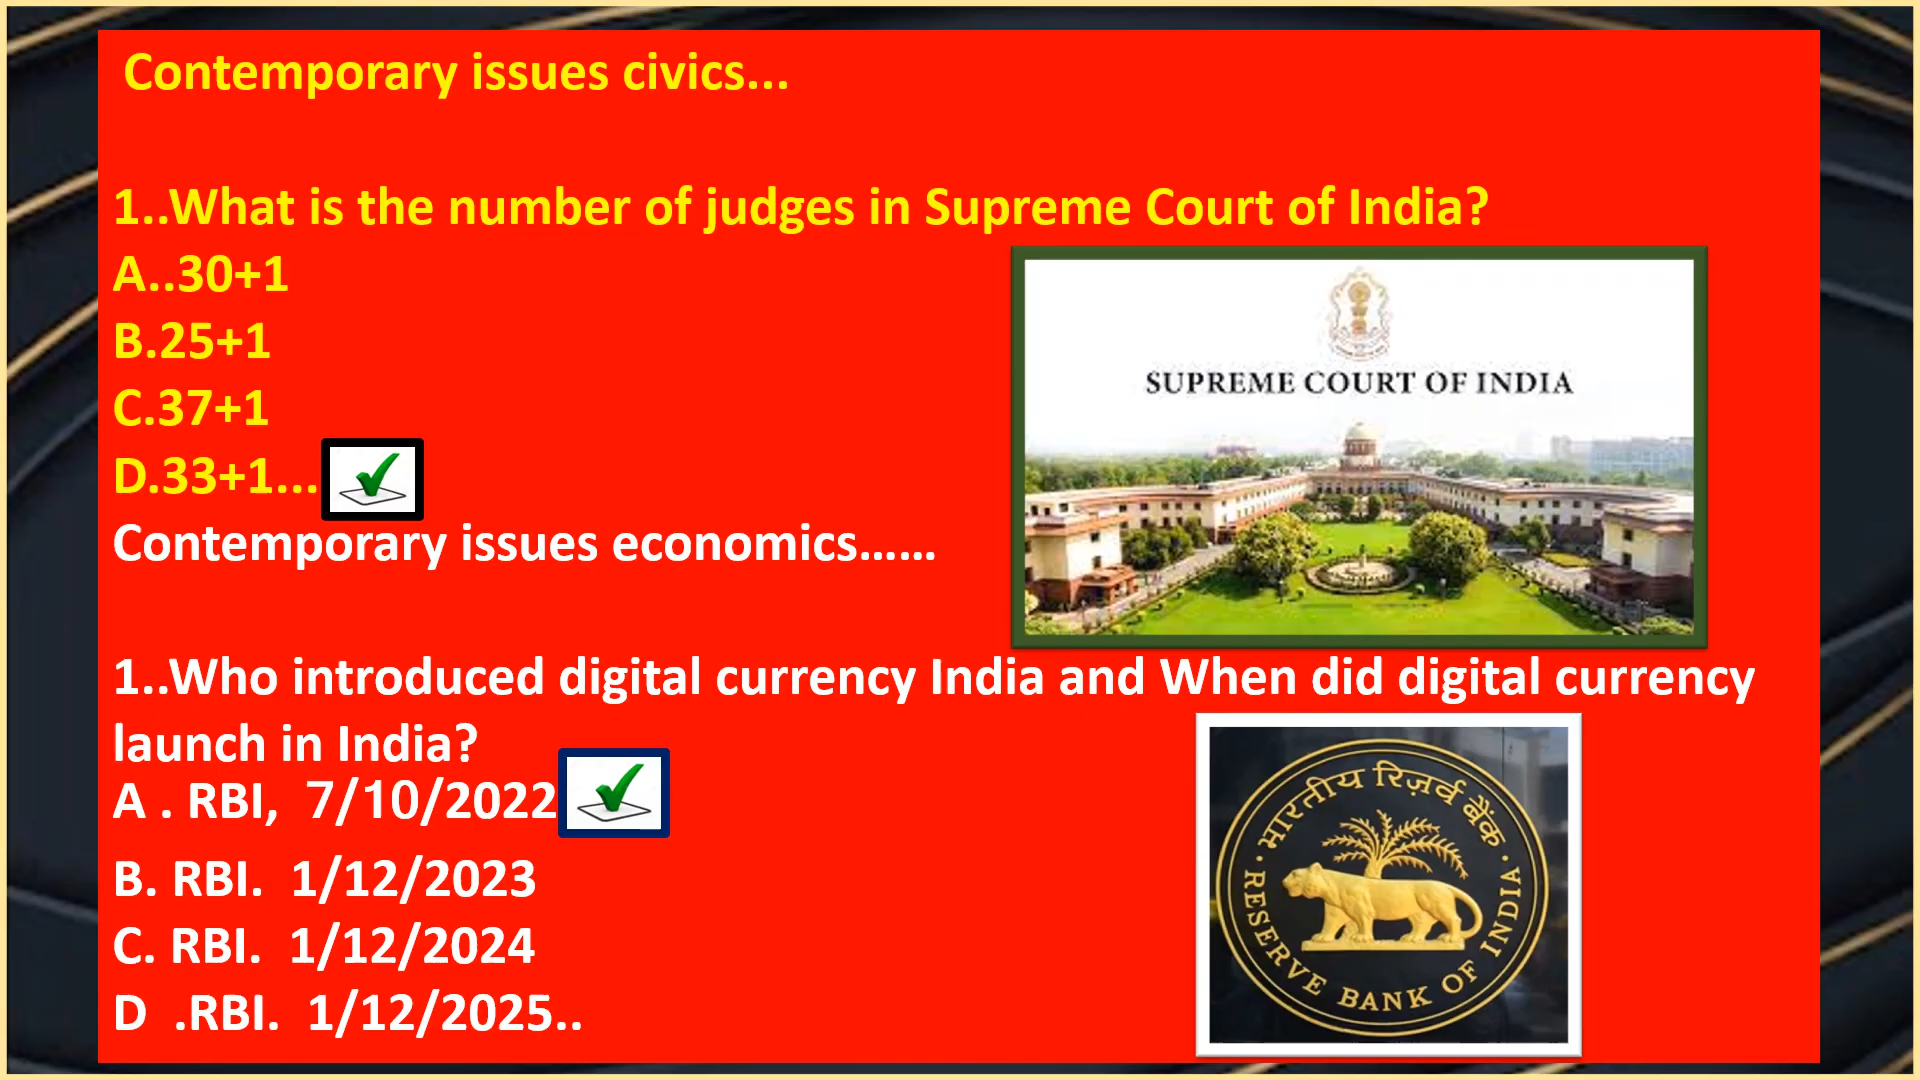 Contemporary issues civics...
1..What is the number of judges in Supreme Court of India?
A..30+1
B.25+1
C.37+1
D.33+1...
SUPREME COURT OF INDIA
Contemporary issues economics......
1..Who introduced digital currency India and When did digital currency
launch in India?
A . RBI,  7/10/2022
B. RBI.  1/12/2023
C. RBI.  1/12/2024
D  .RBI.  1/12/2025..
भारतीय रिज़र्व बैंक
RESERVE BANK OF INDIA